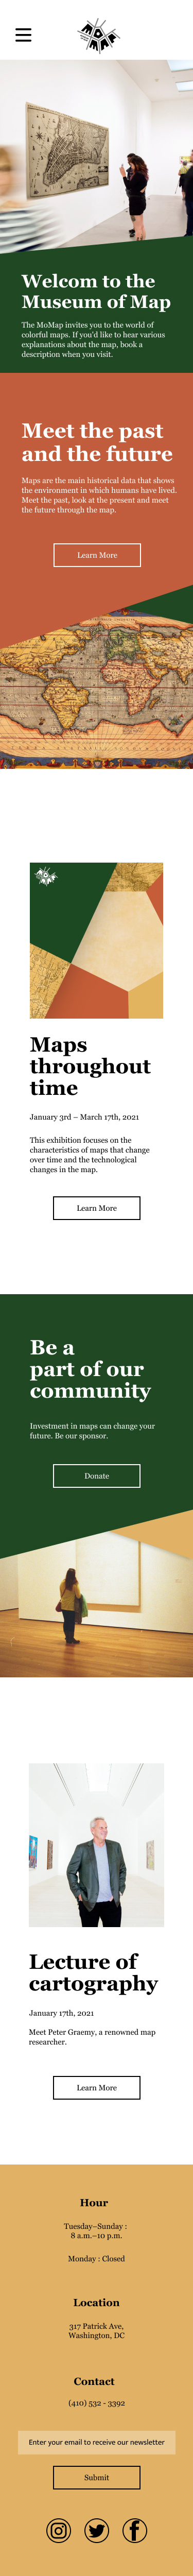 MOMAP
Welcome to the
Museum of Map
The MoMap invites you to the world of
colorful maps. If you'd like to hear various
explanations about the map, book a
description when you visit.
Meet the past
and the future
Maps are the main historical data that shows
the environment in which humans have lived.
Meet the past, look at the present and meet
the future through the map.
Learn More
Maps
throughout
time
January 3rd – March 17th, 2021
This exhibition focuses on the
characteristics of maps that change
over time and the technological
changes in the map.
Learn More
Be a
part of our
community
Investment in maps can change your
future. Be our sponsor.
Donate
Lecture of
cartography
January 17th, 2021
Meet Peter Graemy, a renowned map
researcher.
Learn More
Hour
Tuesday–Sunday :
8 a.m.–10 p.m.
Monday : Closed
Location
317 Patrick Ave,
Washington, DC
Contact
(410) 532 - 3392
Enter your email to receive our newsletter
Submit